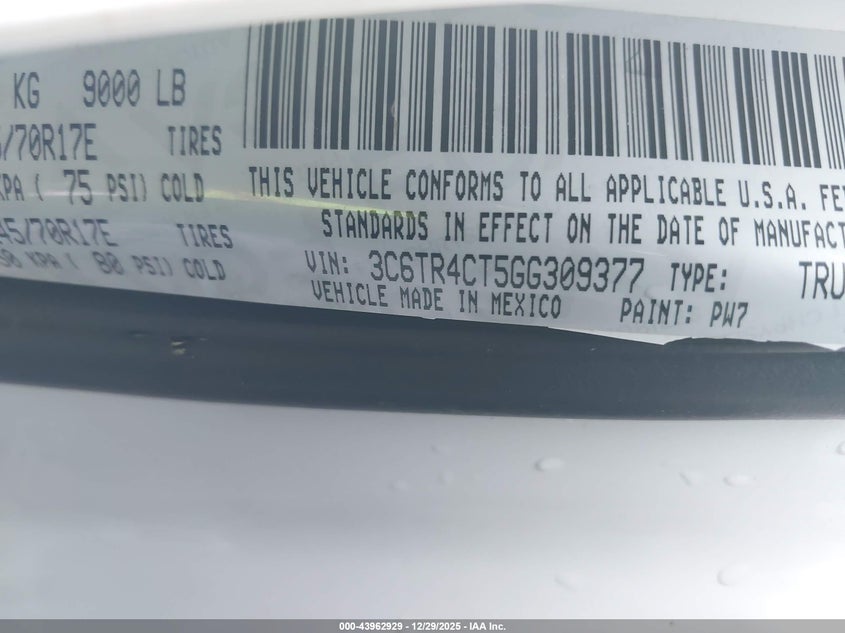 KG 9000 LB
/70R17E TIRES
KPA ( 75 PSI) COLD
45/70R17E TIRES
KPA ( 80 PSI) COLD
THIS VEHICLE CONFORMS TO ALL APPLICABLE U.S.A. FE
STANDARDS IN EFFECT ON THE DATE OF MANUFACT
VIN: 3C6TR4CT5GG309377 TYPE: TRU
VEHICLE MADE IN MEXICO PAINT: PW7
000-43962929 - 12/29/2025 - IAA Inc.